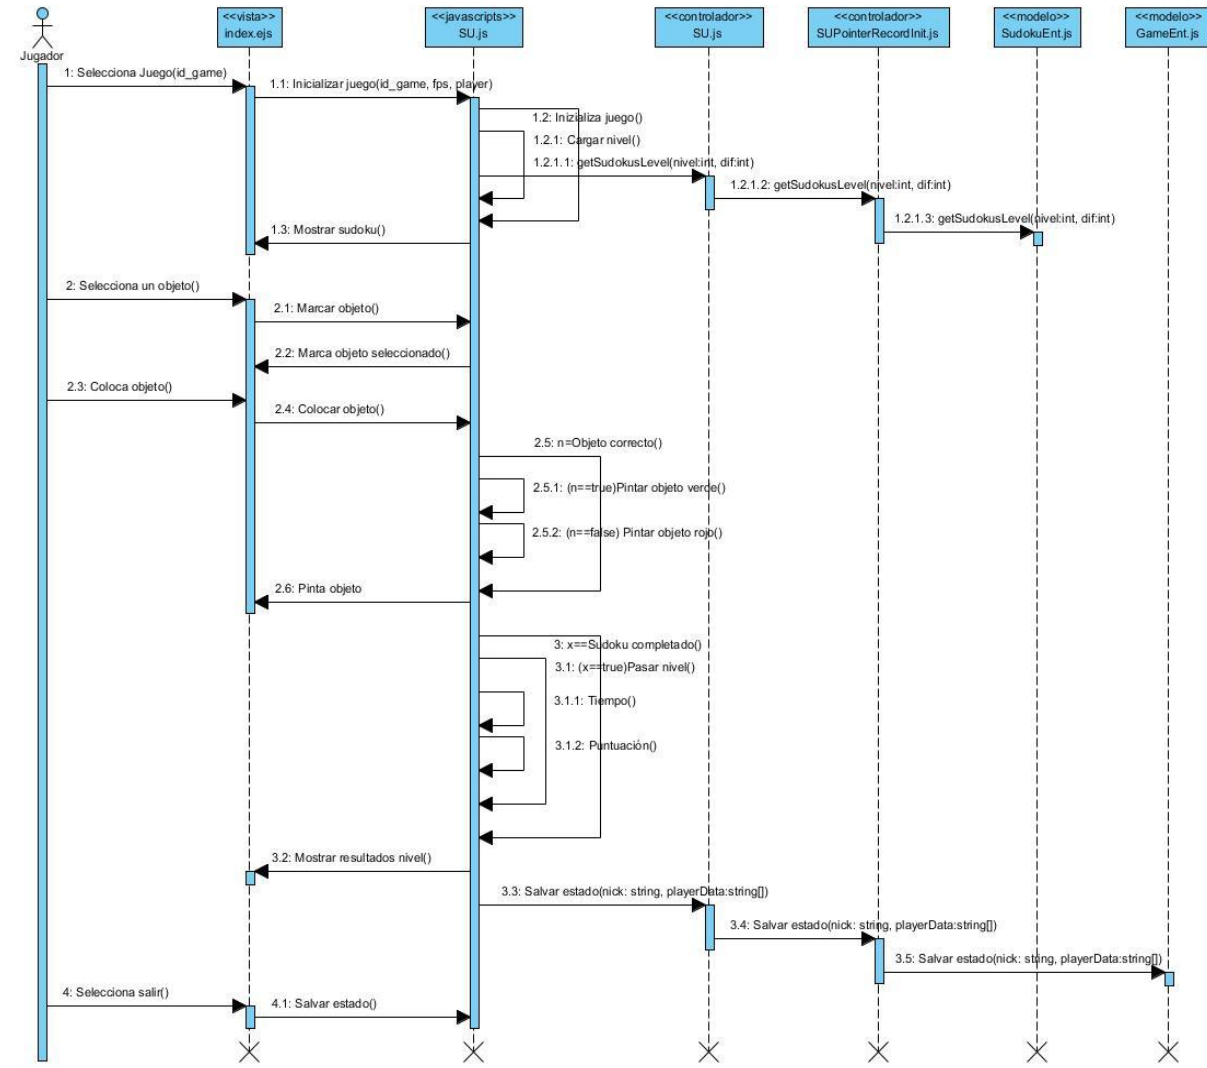 <<vista>>
index.ejs
<<javascripts>>
SU.js
<<controlador>>
SU.js
<<controlador>>
SUPointerRecordInit.js
<<modelo>>
SudokuEnt.js
<<modelo>>
GameEnt.js
Jugador
1: Selecciona Juego(id_game)
1.1: Inicializar juego(id_game, fps, player)
1.2: Inizializa juego()
1.2.1: Cargar nivel()
1.2.1.1: getSudokusLevel(nivel:int, dif:int)
1.2.1.2: getSudokusLevel(nivel:int, dif:int)
1.2.1.3: getSudokusLevel(nivel:int, dif:int)
1.3: Mostrar sudoku()
2: Selecciona un objeto()
2.1: Marcar objeto()
2.2: Marca objeto seleccionado()
2.3: Coloca objeto()
2.4: Colocar objeto()
2.5: n=Objeto correcto()
2.5.1: (n==true)Pintar objeto verde()
2.5.2: (n==false) Pintar objeto rojo()
2.6: Pinta objeto
3: x==Sudoku completado()
3.1: (x==true)Pasar nivel()
3.1.1: Tiempo()
3.1.2: Puntuación()
3.2: Mostrar resultados nivel()
3.3: Salvar estado(nick: string, playerData:string[])
3.4: Salvar estado(nick: string, playerData:string[])
3.5: Salvar estado(nick: string, playerData:string[])
4: Selecciona salir()
4.1: Salvar estado()